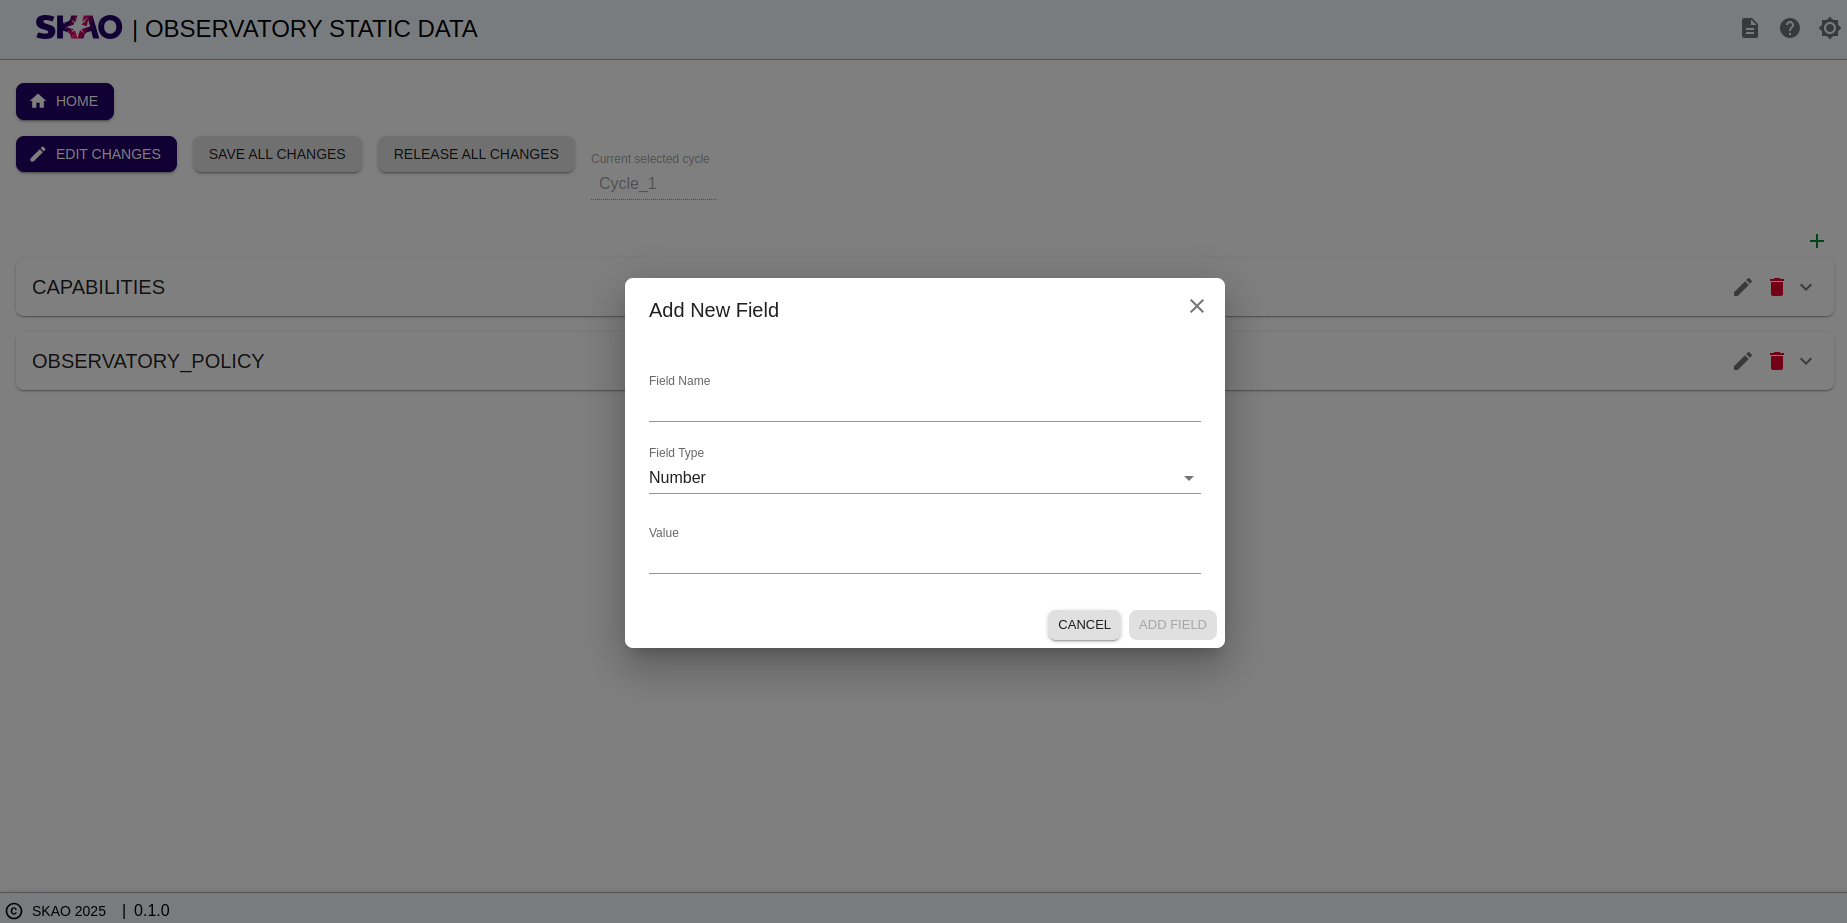 SKAO | OBSERVATORY STATIC DATA
HOME
EDIT CHANGES SAVE ALL CHANGES RELEASE ALL CHANGES
Current selected cycle
Cycle_1
CAPABILITIES
OBSERVATORY_POLICY
Add New Field
Field Name
Field Type
Number
Value
CANCEL ADD FIELD
© SKAO 2025 | 0.1.0